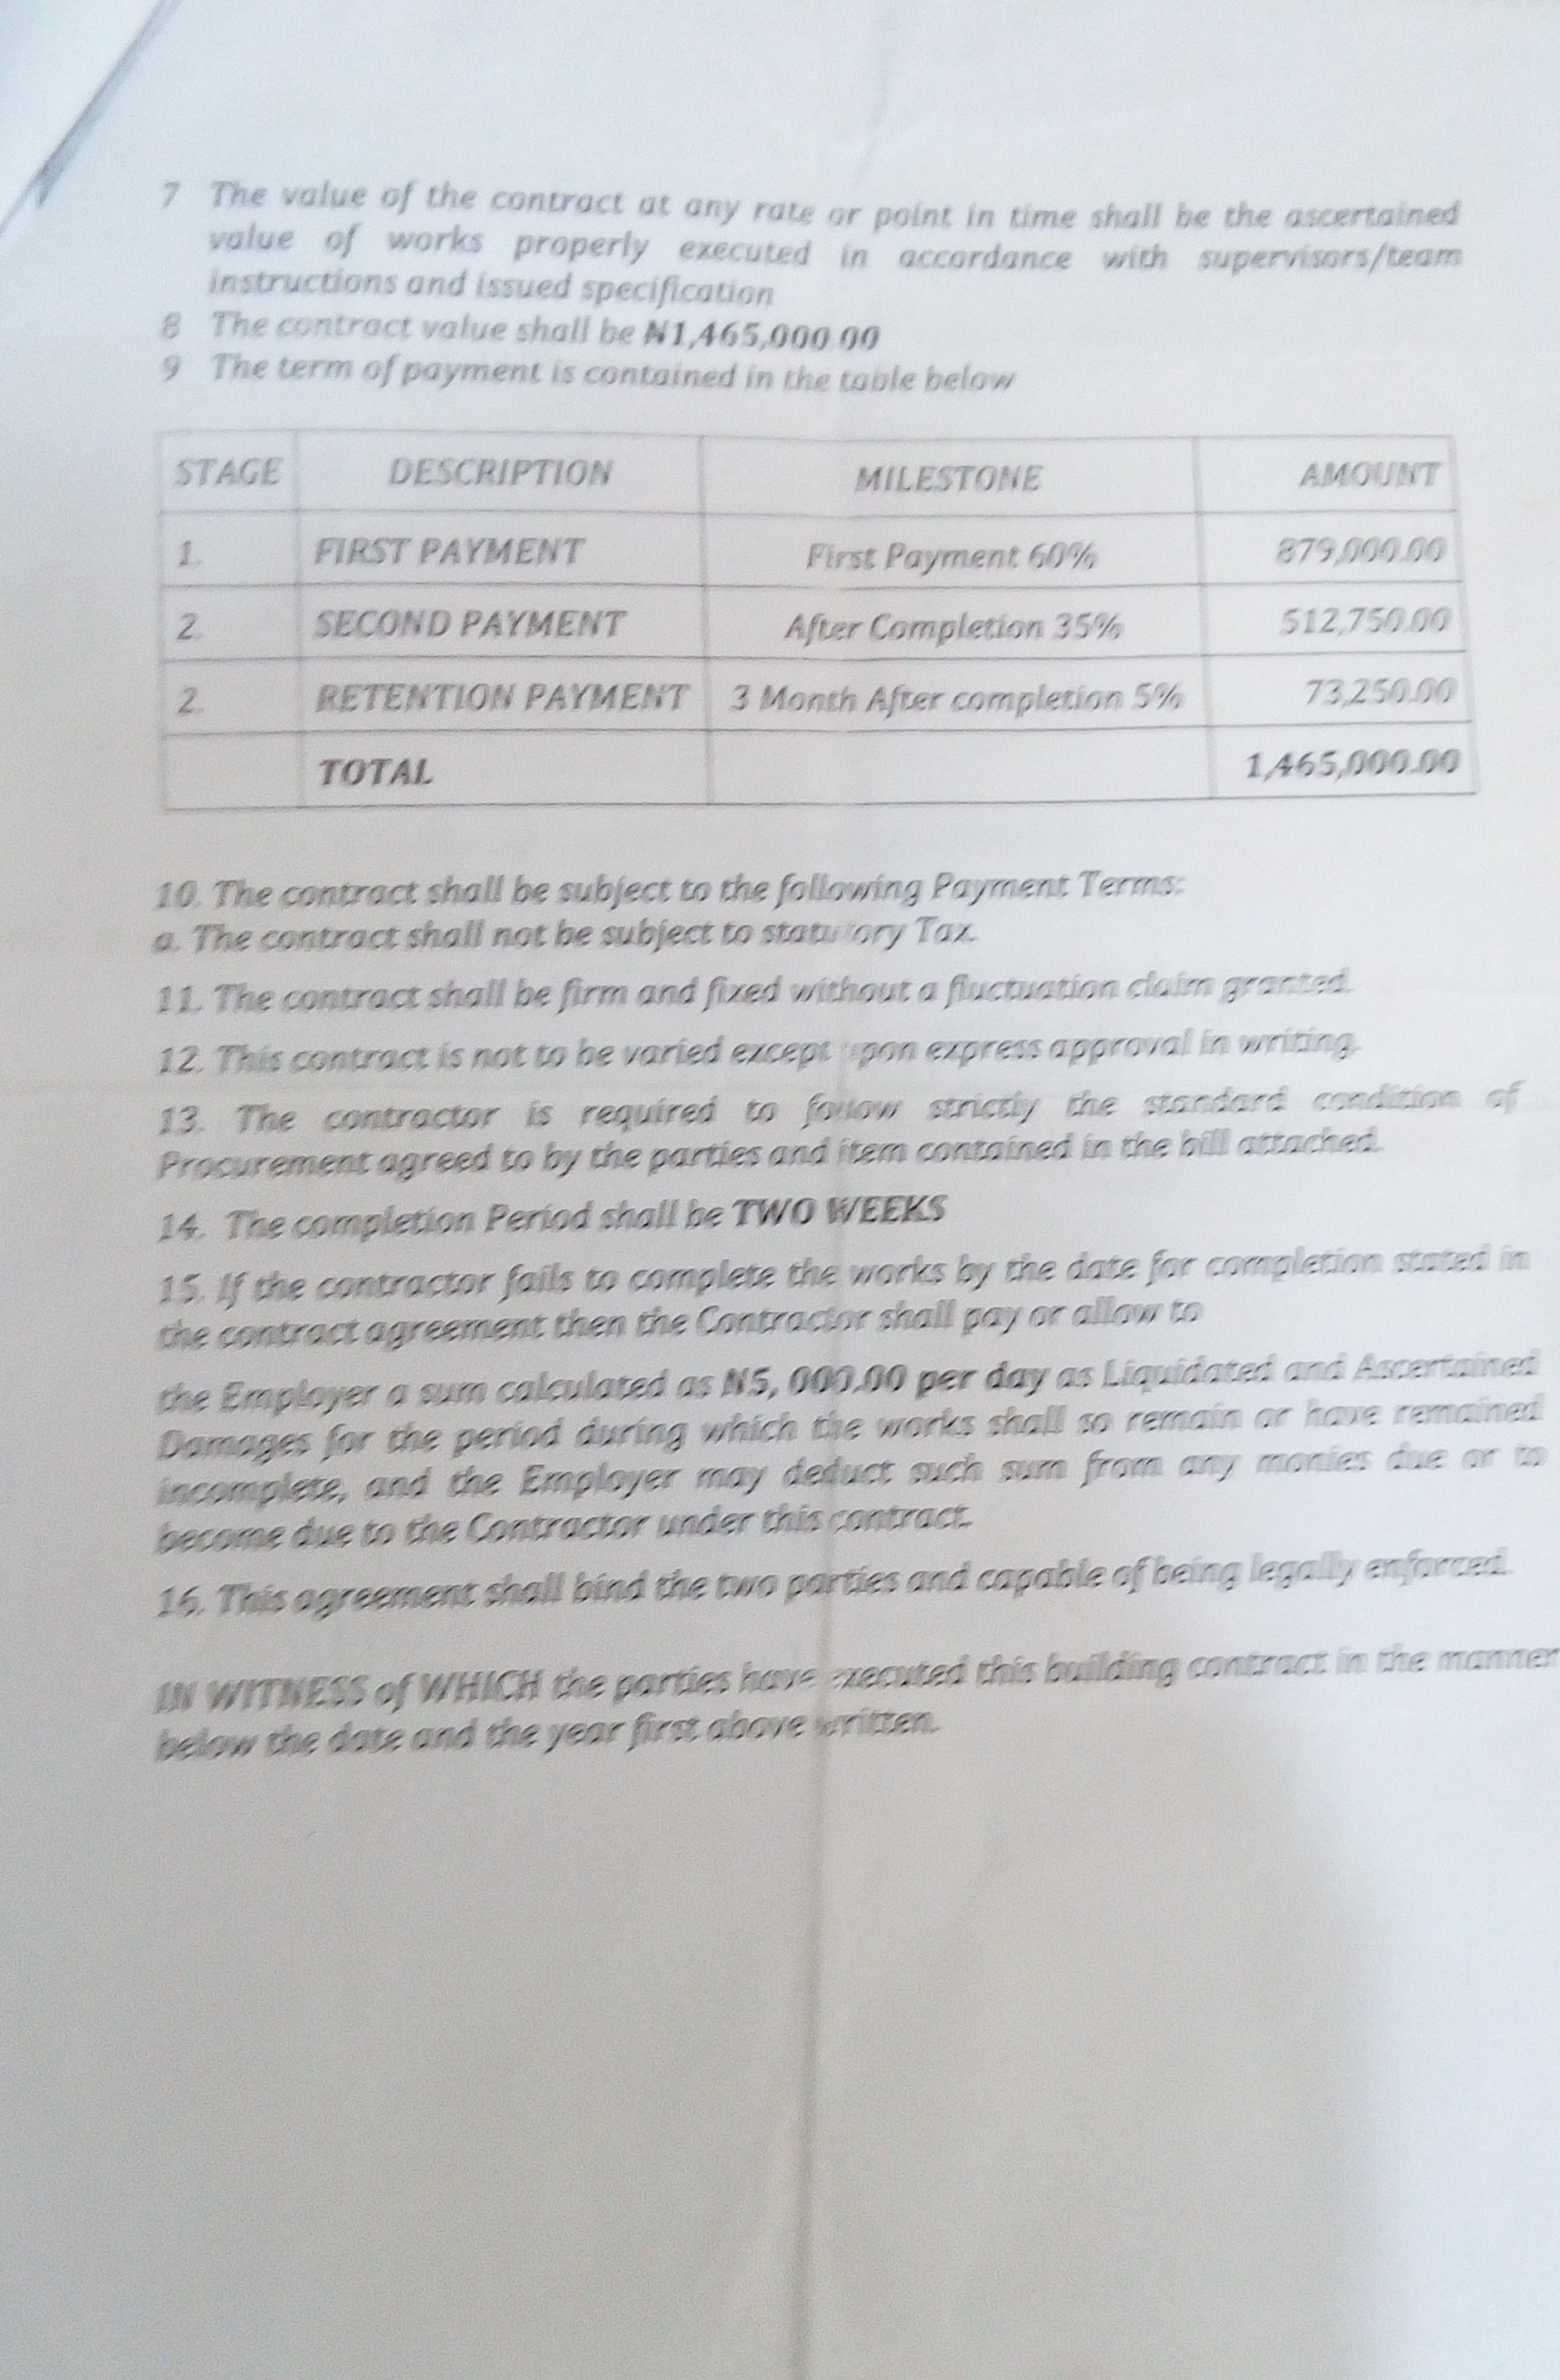 7 The value of the contract at any rate or point in time shall be the ascertained
value of works properly executed in accordance with supervisors/team
instructions and issued specification
8 The contract value shall be ₦1,465,000.00
9 The term of payment is contained in the table below
STAGE DESCRIPTION MILESTONE AMOUNT
1. FIRST PAYMENT First Payment 60% 879,000.00
2. SECOND PAYMENT After Completion 35% 512,750.00
2. RETENTION PAYMENT 3 Month After completion 5% 73,250.00
TOTAL 1,465,000.00
10. The contract shall be subject to the following Payment Terms:
a. The contract shall not be subject to statutory Tax.
11. The contract shall be firm and fixed without a fluctuation claim granted.
12. This contract is not to be varied except upon express approval in writing.
13. The contractor is required to follow strictly the standard condition of
Procurement agreed to by the parties and item contained in the bill attached.
14. The completion Period shall be TWO WEEKS
15. If the contractor fails to complete the works by the date for completion stated in
the contract agreement then the Contractor shall pay or allow to
the Employer a sum calculated as ₦5, 000.00 per day as Liquidated and Ascertained
Damages for the period during which the works shall so remain or have remained
incomplete, and the Employer may deduct such sum from any monies due or to
become due to the Contractor under this contract.
16. This agreement shall bind the two parties and capable of being legally enforced.
IN WITNESS of WHICH the parties have executed this building contract in the manner
below the date and the year first above written.